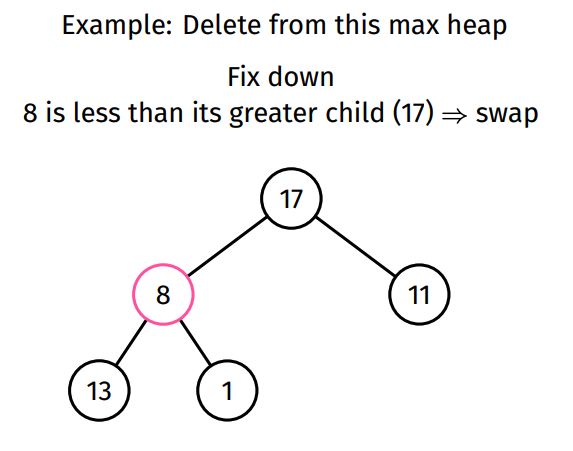 Example: Delete from this max heap
Fix down
8 is less than its greater child (17) ⇒ swap
17
8
11
13
1